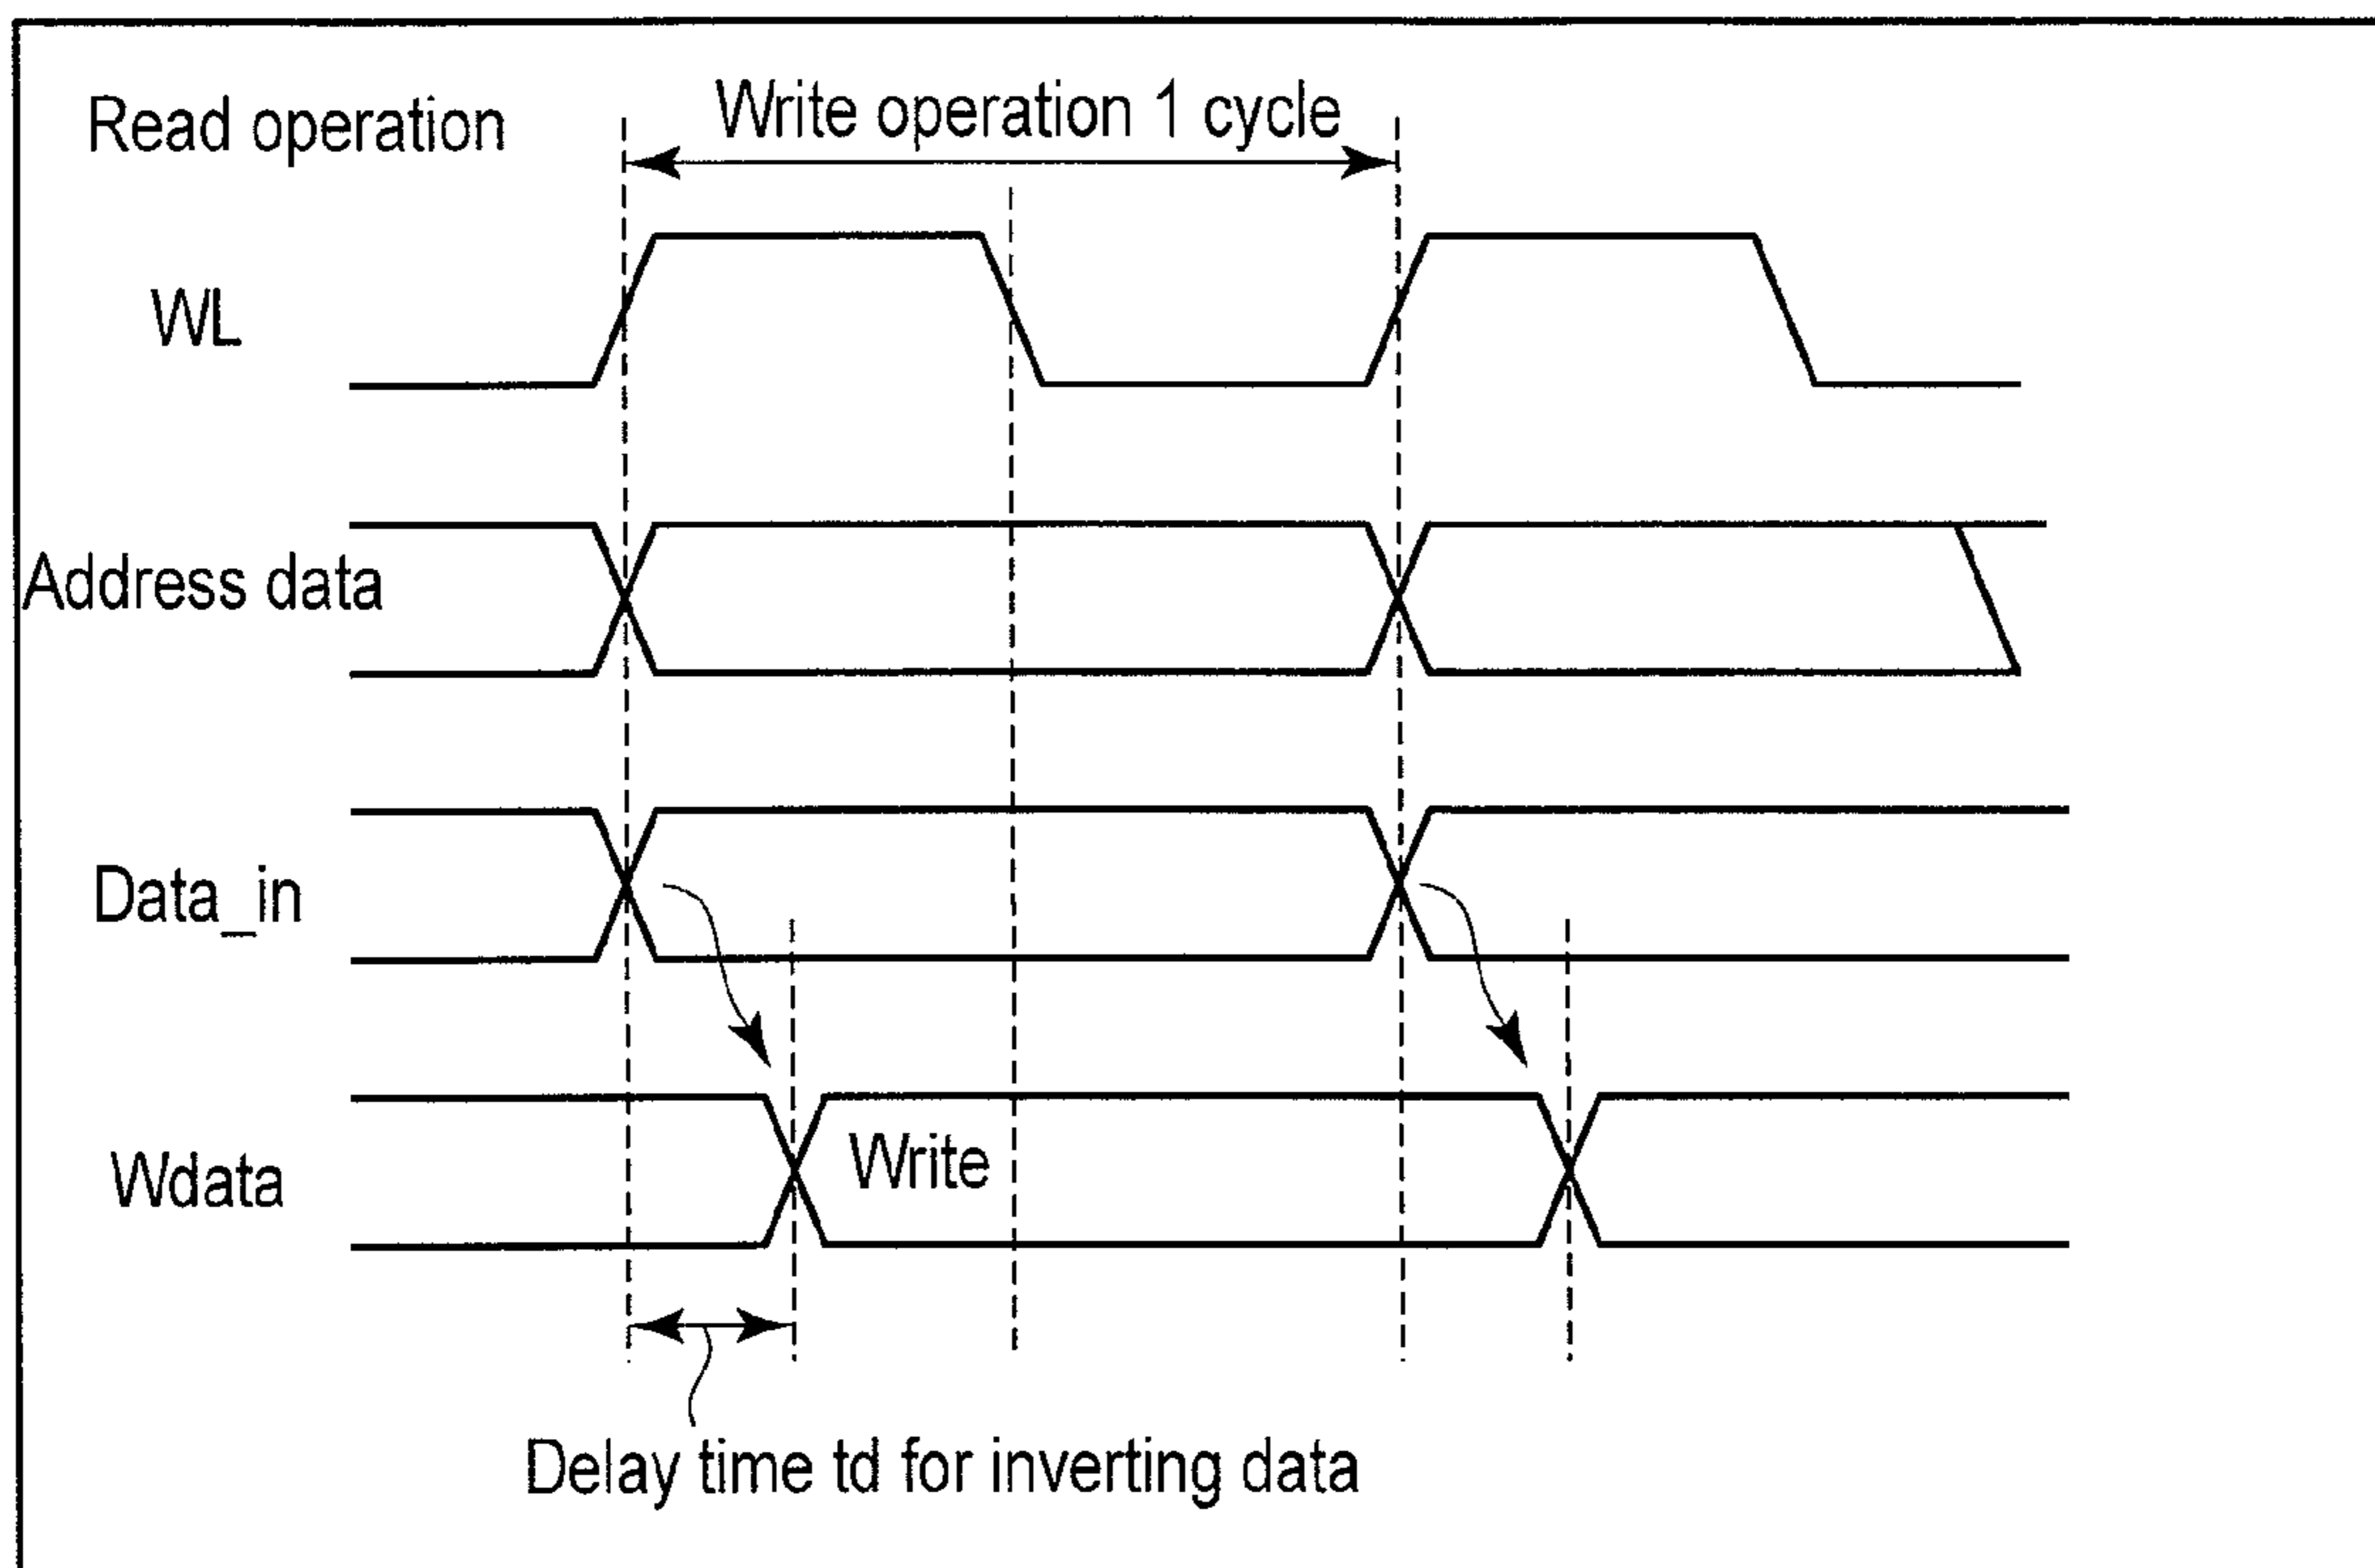 Read operation
Write operation 1 cycle
WL
Address data
Data_in
Wdata
Write
Delay time td for inverting data